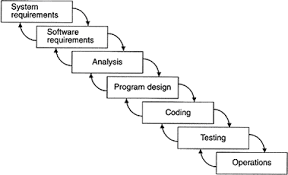 System
requirements
Software
requirements
Analysis
Program design
Coding
Testing
Operations